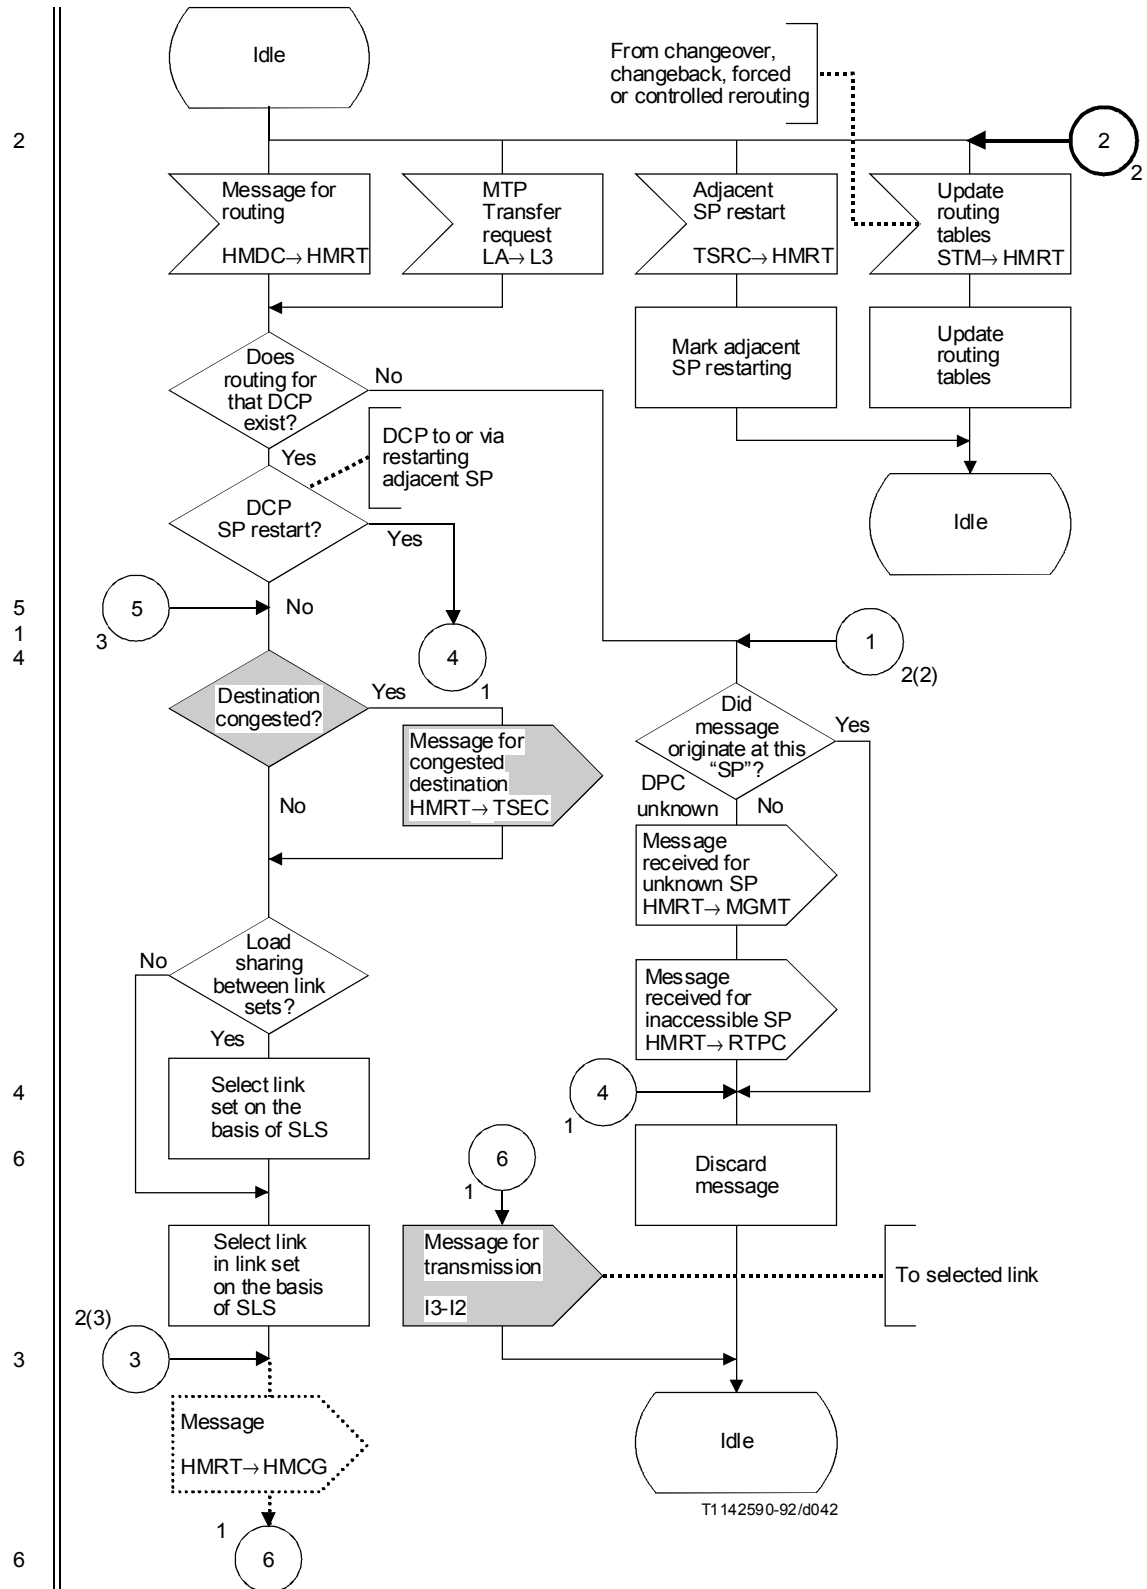 Idle
From changeover,
changeback, forced
or controlled rerouting
2
2
2
Message for
routing
HMDC→HMRT
MTP
Transfer
request
LA→L3
Adjacent
SP restart
TSRC→HMRT
Update
routing
tables
STM→HMRT
Mark adjacent
SP restarting
Update
routing
tables
Does
routing for
that DCP
exist?
No
Yes
DCP to or via
restarting
adjacent SP
DCP
SP restart?
Yes
No
Idle
5
1
4
5
3
4
1
1
2(2)
Destination
congested?
Yes
No
Message for
congested
destination
HMRT→TSEC
Did
message
originate at this
“SP”?
Yes
DPC
unknown
No
Message
received for
unknown SP
HMRT→MGMT
Load
sharing
between link
sets?
No
Yes
Message
received for
inaccessible SP
HMRT→RTPC
4
Select link
set on the
basis of SLS
4
1
6
6
1
Discard
message
Select link
in link set
on the basis
of SLS
Message for
transmission
I3-I2
To selected link
2(3)
3
3
Message
HMRT→HMCG
Idle
T1142590-92/d042
1
6
6